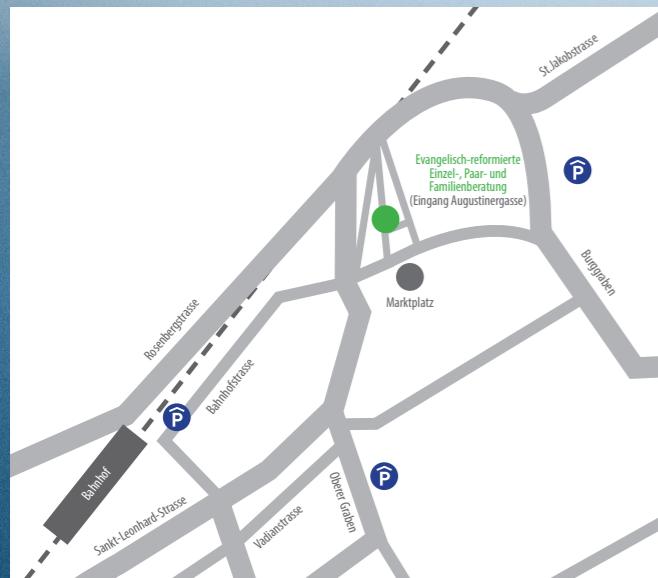 St.Jakobstrasse
Evangelisch-reformierte
Einzel-, Paar- und
Familienberatung
(Eingang Augustinergasse)
P
Burggraben
Marktplatz
Rosenbergstrasse
Bahnhofstrasse
P
Bahnhof
P
Oberer Graben
Sankt-Leonhard-Strasse
Vadianstrasse